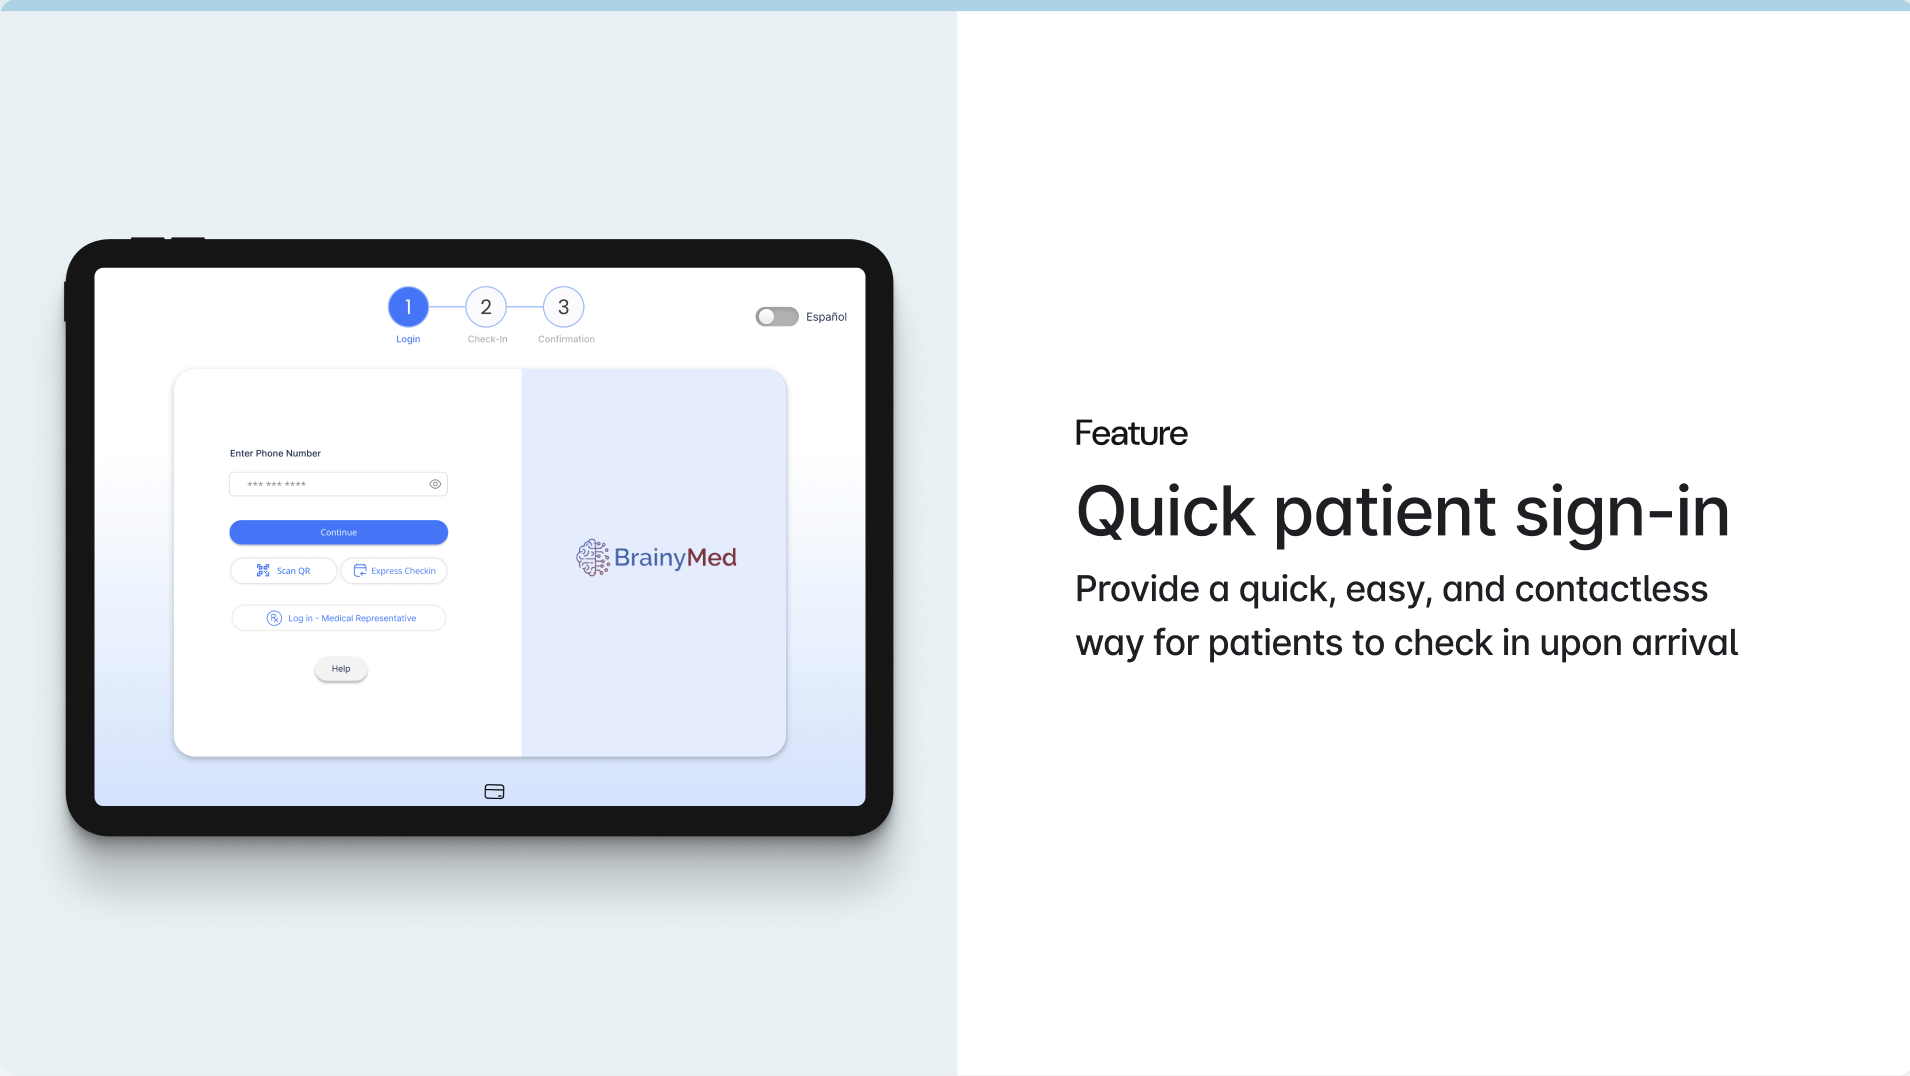 1
2
3
Login
Check-In
Confirmation
Español
Enter Phone Number
*** *** ****
Continue
Scan QR
Express Checkin
Log in - Medical Representative
Help
BrainyMed
Feature
Quick patient sign-in
Provide a quick, easy, and contactless
way for patients to check in upon arrival